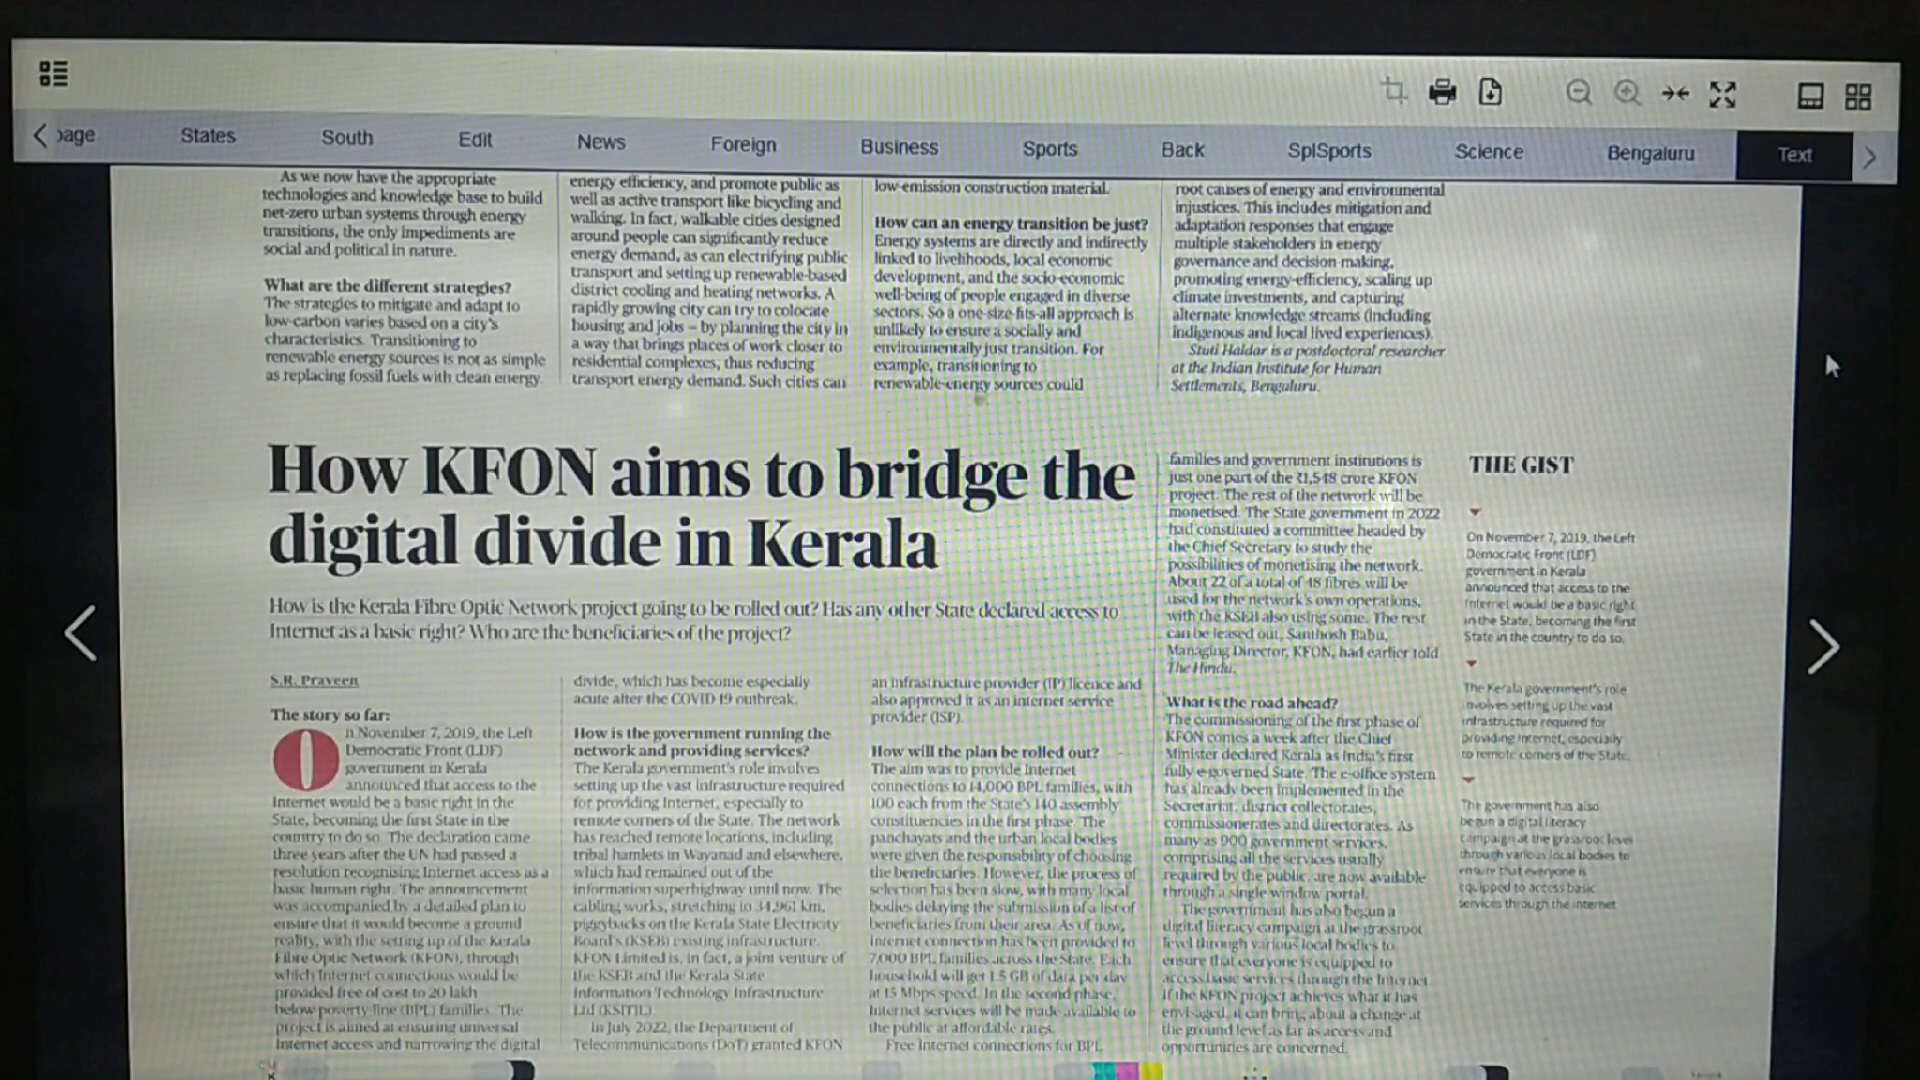 page
States
South
Edit
News
Foreign
Business
Sports
Back
SplSports
Science
Bengaluru
Text
As we now have the appropriate
technologies and knowledge base to build
net-zero urban systems through energy
transitions, the only impediments are
social and political in nature.
What are the different strategies?
The strategies to mitigate and adapt to
low-carbon varies based on a city's
characteristics. Transitioning to
renewable energy sources is not as simple
as replacing fossil fuels with clean energy.
energy efficiency, and promote public as
well as active transport like bicycling and
walking. In fact, walkable cities designed
around people can significantly reduce
energy demand, as can electrifying public
transport and setting up renewable-based
district cooling and heating networks. A
rapidly growing city can try to colocate
housing and jobs – by planning the city in
a way that brings places of work closer to
residential complexes, thus reducing
transport energy demand. Such cities can
low-emission construction material.
How can an energy transition be just?
Energy systems are directly and indirectly
linked to livelihoods, local economic
development, and the socio-economic
well-being of people engaged in diverse
sectors. So a one-size-fits-all approach is
unlikely to ensure a socially and
environmentally just transition. For
example, transitioning to
renewable-energy sources could
root causes of energy and environmental
injustices. This includes mitigation and
adaptation responses that engage
multiple stakeholders in energy
governance and decision-making,
promoting energy-efficiency, scaling up
climate investments, and capturing
alternate knowledge streams (including
indigenous and local lived experiences).
Stuti Haldar is a postdoctoral researcher
at the Indian Institute for Human
Settlements, Bengaluru.
How KFON aims to bridge the
digital divide in Kerala
How is the Kerala Fibre Optic Network project going to be rolled out? Has any other State declared access to
Internet as a basic right? Who are the beneficiaries of the project?
S.R. Praveen
The story so far:
On November 7, 2019, the Left
Democratic Front (LDF)
government in Kerala
announced that access to the
Internet would be a basic right in the
State, becoming the first State in the
country to do so. The declaration came
three years after the UN had passed a
resolution recognising Internet access as a
basic human right. The announcement
was accompanied by a detailed plan to
ensure that it would become a ground
reality, with the setting up of the Kerala
Fibre Optic Network (KFON), through
which Internet connections would be
provided free of cost to 20 lakh
below-poverty-line (BPL) families. The
project is aimed at ensuring universal
Internet access and narrowing the digital
divide, which has become especially
acute after the COVID-19 outbreak.
How is the government running the
network and providing services?
The Kerala government's role involves
setting up the vast infrastructure required
for providing Internet, especially to
remote corners of the State. The network
has reached remote locations, including
tribal hamlets in Wayanad and elsewhere,
which had remained out of the
information superhighway until now. The
cabling works, stretching to 34,961 km,
piggybacks on the Kerala State Electricity
Board's (KSEB) existing infrastructure.
KFON Limited is, in fact, a joint venture of
the KSEB and the Kerala State
Information Technology Infrastructure
Ltd (KSITIL).
In July 2022, the Department of
Telecommunications (DoT) granted KFON
an infrastructure provider (IP) licence and
also approved it as an internet service
provider (ISP).
How will the plan be rolled out?
The aim was to provide Internet
connections to 14,000 BPL families, with
100 each from the State's 140 assembly
constituencies in the first phase. The
panchayats and the urban local bodies
were given the responsibility of choosing
the beneficiaries. However, the process of
selection has been slow, with many local
bodies delaying the submission of a list of
beneficiaries from their area. As of now,
Internet connection has been provided to
7,000 BPL families across the State. Each
household will get 1.5 GB of data per day
at 15 Mbps speed. In the second phase,
Internet services will be made available to
the public at affordable rates.
Free Internet connections for BPL
families and government institutions is
just one part of the ₹1,548 crore KFON
project. The rest of the network will be
monetised. The State government in 2022
had constituted a committee headed by
the Chief Secretary to study the
possibilities of monetising the network.
About 22 of a total of 48 fibres will be
used for the network's own operations,
with the KSEB also using some. The rest
can be leased out, Santhosh Babu,
Managing Director, KFON, had earlier told
The Hindu.
What is the road ahead?
The commissioning of the first phase of
KFON comes a week after the Chief
Minister declared Kerala as India's first
fully e-governed State. The e-office system
has already been implemented in the
Secretariat, district collectorates,
commissionerates and directorates. As
many as 900 government services,
comprising all the services usually
required by the public, are now available
through a single window portal.
The government has also begun a
digital literacy campaign at the grassroot
level through various local bodies to
ensure that everyone is equipped to
access basic services through the Internet.
If the KFON project achieves what it has
envisaged, it can bring about a change at
the ground level as far as access and
opportunities are concerned.
THE GIST
On November 7, 2019, the Left
Democratic Front (LDF)
government in Kerala
announced that access to the
Internet would be a basic right
in the State, becoming the first
State in the country to do so.
The Kerala government's role
involves setting up the vast
infrastructure required for
providing Internet, especially
to remote corners of the State.
The government has also
begun a digital literacy
campaign at the grassroot level
through various local bodies to
ensure that everyone is
equipped to access basic
services through the Internet